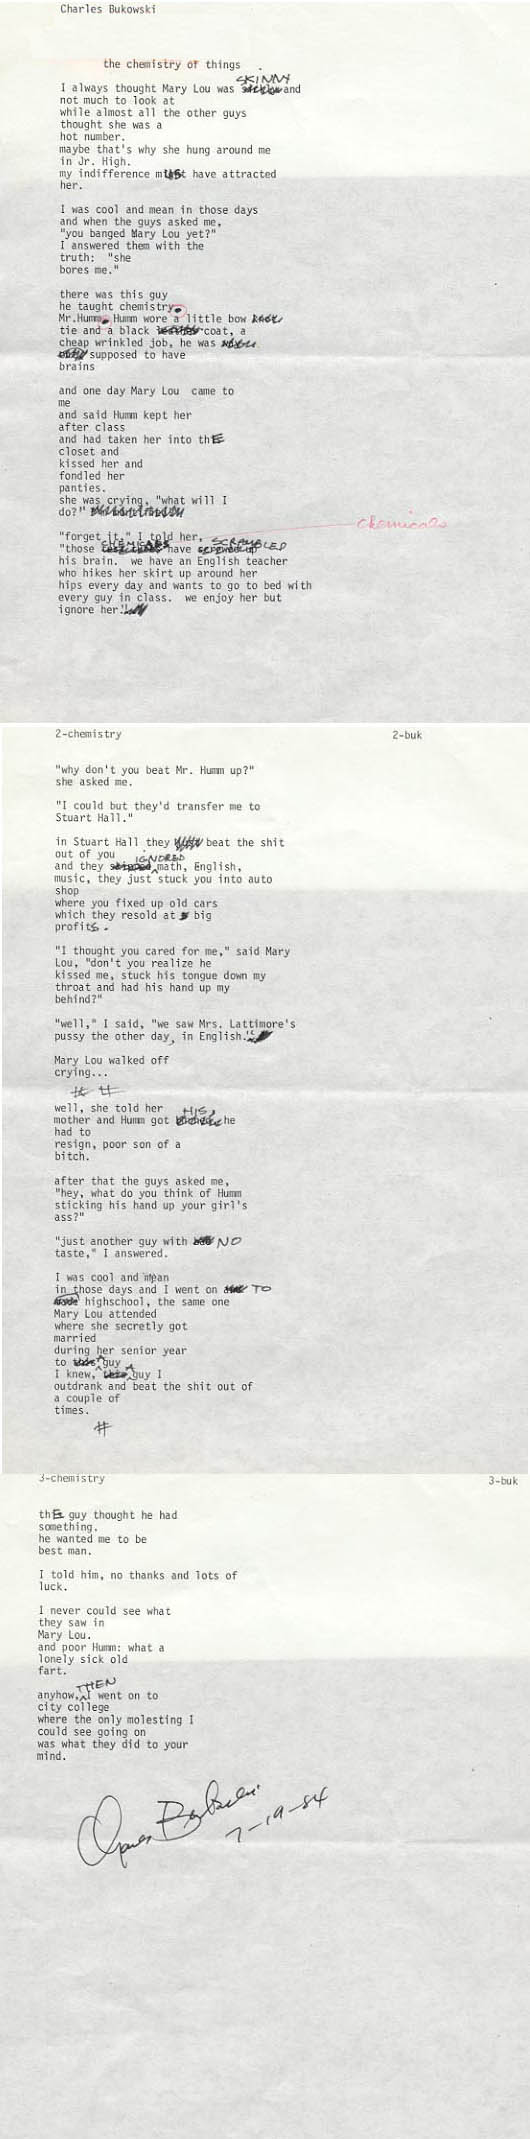 Charles Bukowski
the chemistry of things .
SKINNY
I always thought Mary Lou was and
not much to look at
while almost all the other guys
thought she was a
hot number.
maybe that's why she hung around me
in Jr. High.
my indifference mUSt have attracted
her.
I was cool and mean in those days
and when the guys asked me,
"you banged Mary Lou yet?"
I answered them with the
truth: "she
bores me."
there was this guy
he taught chemistry.
Mr.Humm. Humm wore a little bow
tie and a black coat, a
cheap wrinkled job, he was
supposed to have
brains
and one day Mary Lou came to
me
and said Humm kept her
after class
and had taken her into thE
closet and
kissed her and
fondled her
panties.
she was crying, "what will I
do?"
chemicals
"forget it," I told her,
CHEMICALS SCRAMBLED
"those have screwed up
his brain. we have an English teacher
who hikes her skirt up around her
hips every day and wants to go to bed with
every guy in class. we enjoy her but
ignore her."
2-chemistry 2-buk
"why don't you beat Mr. Humm up?"
she asked me.
"I could but they'd transfer me to
Stuart Hall."
in Stuart Hall they beat the shit
out of you
IGNORED
and they skipped math, English,
music, they just stuck you into auto
shop
where you fixed up old cars
which they resold at big
profitS.
"I thought you cared for me," said Mary
Lou, "don't you realize he
kissed me, stuck his tongue down my
throat and had his hand up my
behind?"
"well," I said, "we saw Mrs. Lattimore's
pussy the other day, in English."
Mary Lou walked off
crying...
# #
well, she told her
HIS,
mother and Humm got he
had to
resign, poor son of a
bitch.
after that the guys asked me,
"hey, what do you think of Humm
sticking his hand up your girl's
ass?"
"just another guy with NO
taste," I answered.
I was cool and mean
in those days and I went on TO
highschool, the same one
Mary Lou attended
where she secretly got
married
during her senior year
to this A guy
I knew, this A guy I
outdrank and beat the shit out of
a couple of
times.
#
3-chemistry 3-buk
thE guy thought he had
something.
he wanted me to be
best man.
I told him, no thanks and lots of
luck.
I never could see what
they saw in
Mary Lou.
and poor Humm: what a
lonely sick old
fart.
THEN
anyhow, I went on to
city college
where the only molesting I
could see going on
was what they did to your
mind.
Charles Bukowski
7-19-84